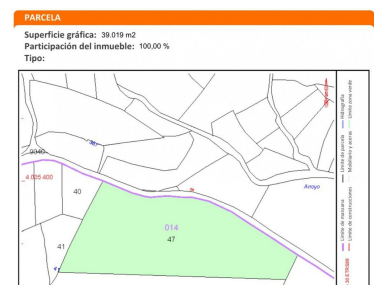 PARCELA
Superficie gráfica: 39.019 m2
Participación del inmueble: 100,00 %
Tipo:
9040
4 025 400
40
Arroyo
014
47
41
Límite de manzana
Límite de parcela
Hidrografía
Límite de construcciones
Mobiliario y aceras
Límite zona verde